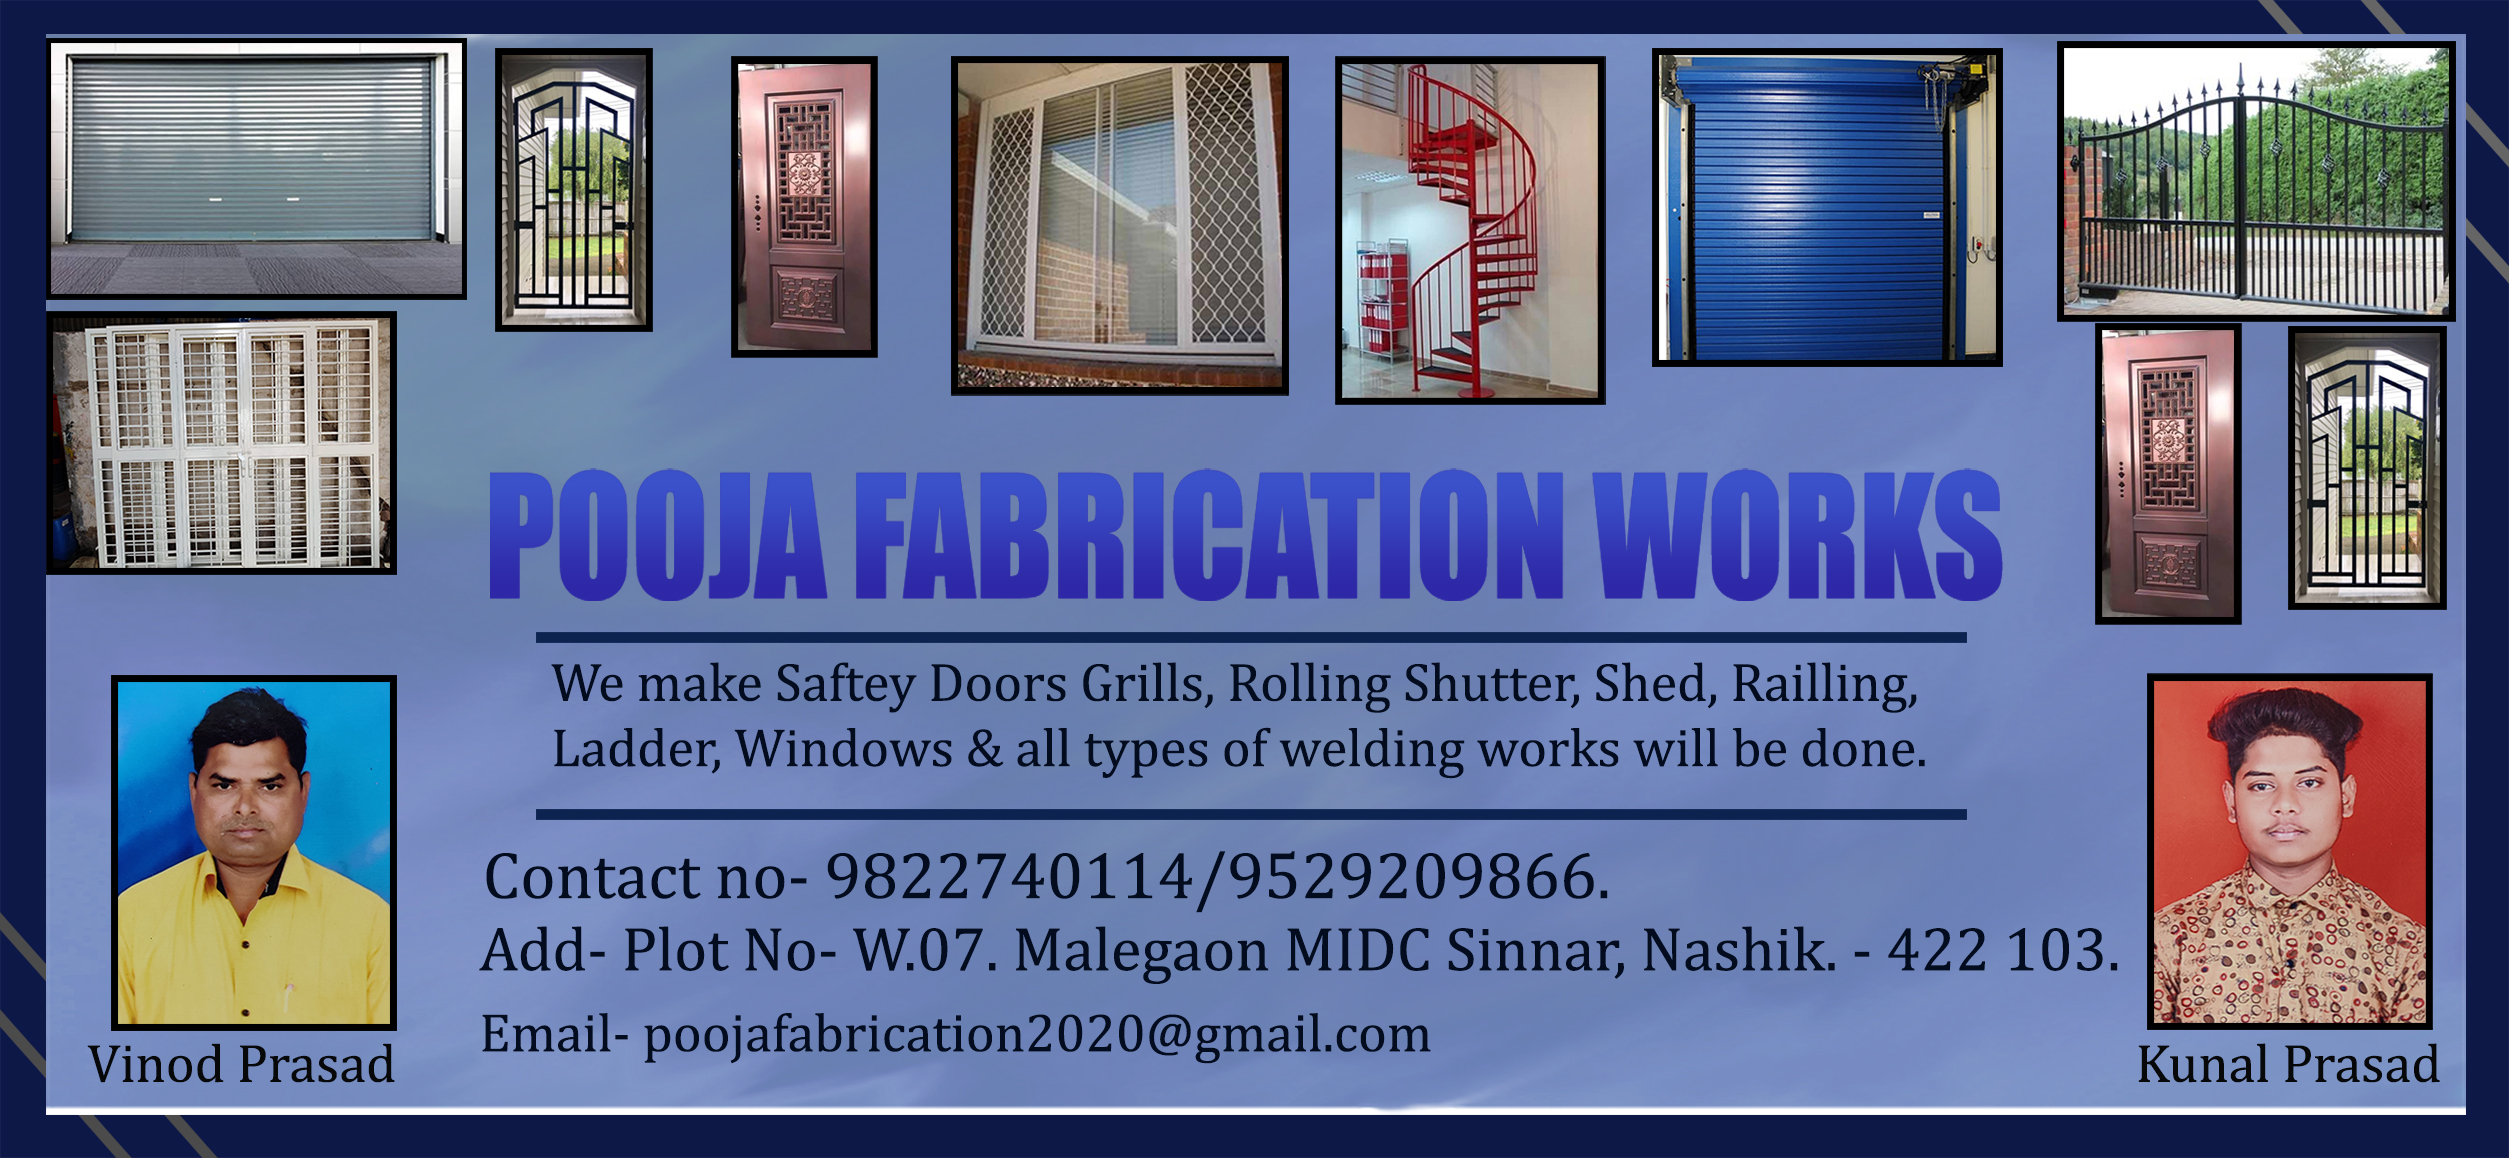 POOJA FABRICATION WORKS
We make Saftey Doors Grills, Rolling Shutter, Shed, Railling,
Ladder, Windows & all types of welding works will be done.
Contact no- 9822740114/9529209866.
Add- Plot No- W.07. Malegaon MIDC Sinnar, Nashik. - 422 103.
Email- poojafabrication2020@gmail.com
Vinod Prasad
Kunal Prasad